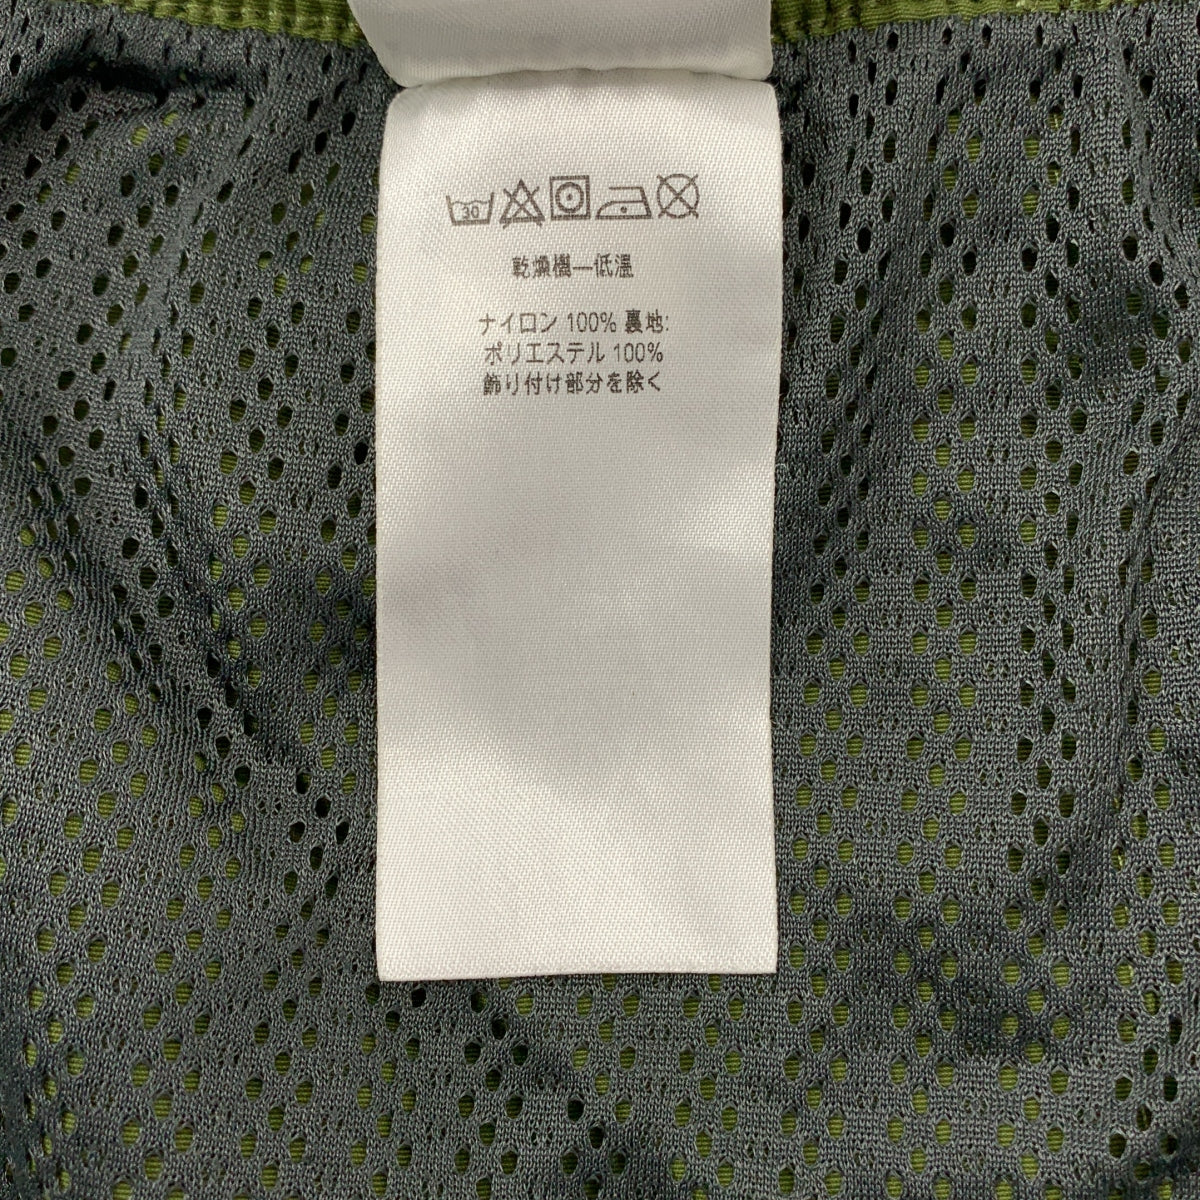 30
乾燥機—低温
ナイロン 100% 裏地:
ポリエステル 100%
飾り付け部分を除く